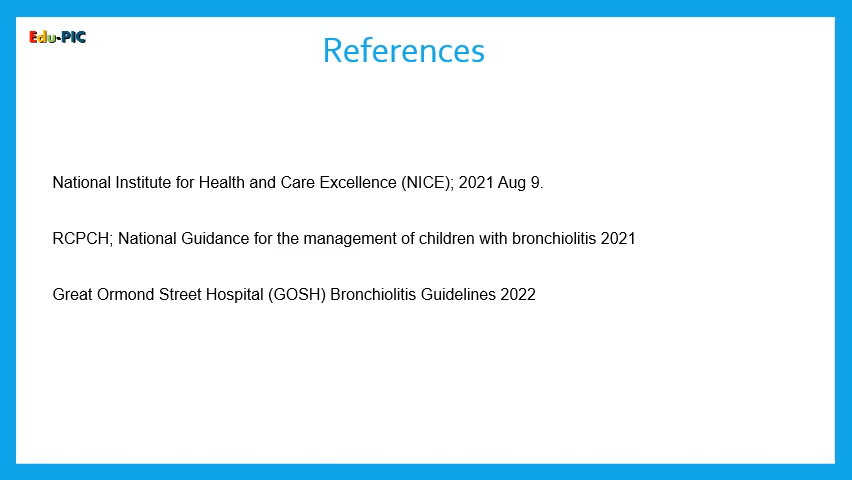 Edu-PIC
References
National Institute for Health and Care Excellence (NICE); 2021 Aug 9.
RCPCH; National Guidance for the management of children with bronchiolitis 2021
Great Ormond Street Hospital (GOSH) Bronchiolitis Guidelines 2022